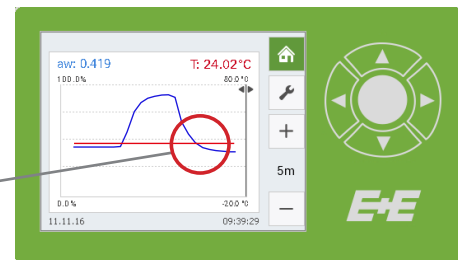 aw: 0.419 T: 24.02°C
100.0% 80.0°C
+
5m
0.0% -20.0°C
−
11.11.16 09:39:29
E+E